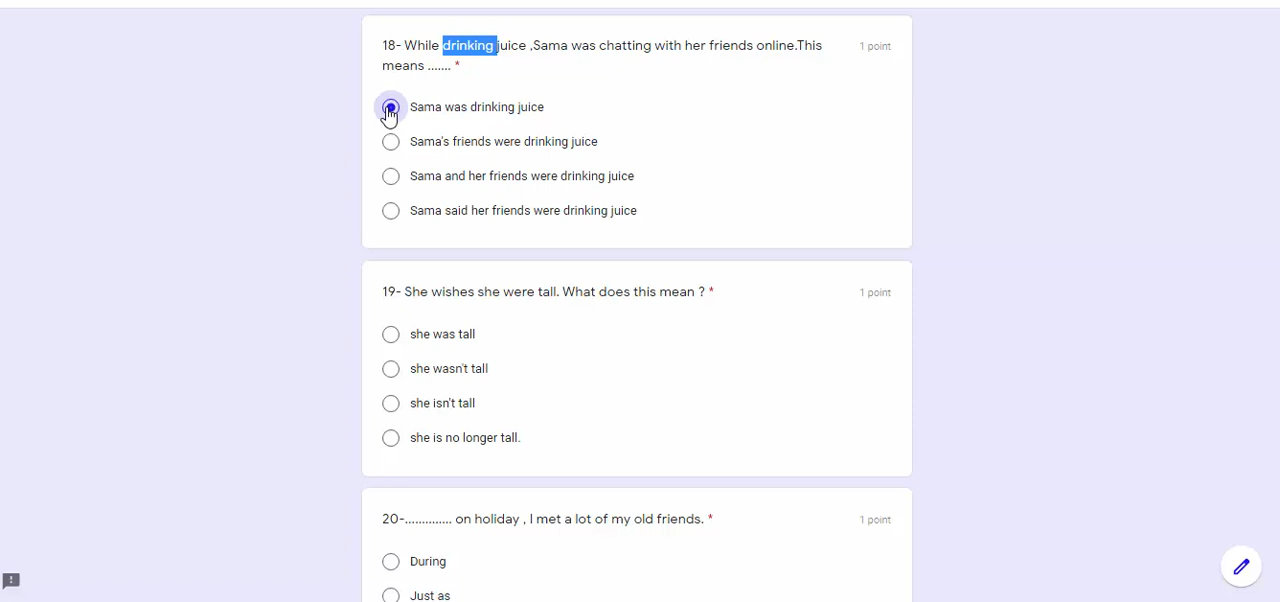 18- While drinking juice ,Sama was chatting with her friends online.This
means ....... *
1 point
Sama was drinking juice
Sama's friends were drinking juice
Sama and her friends were drinking juice
Sama said her friends were drinking juice
19- She wishes she were tall. What does this mean ? *
1 point
she was tall
she wasn't tall
she isn't tall
she is no longer tall.
20-.............. on holiday , I met a lot of my old friends. *
1 point
During
Just as